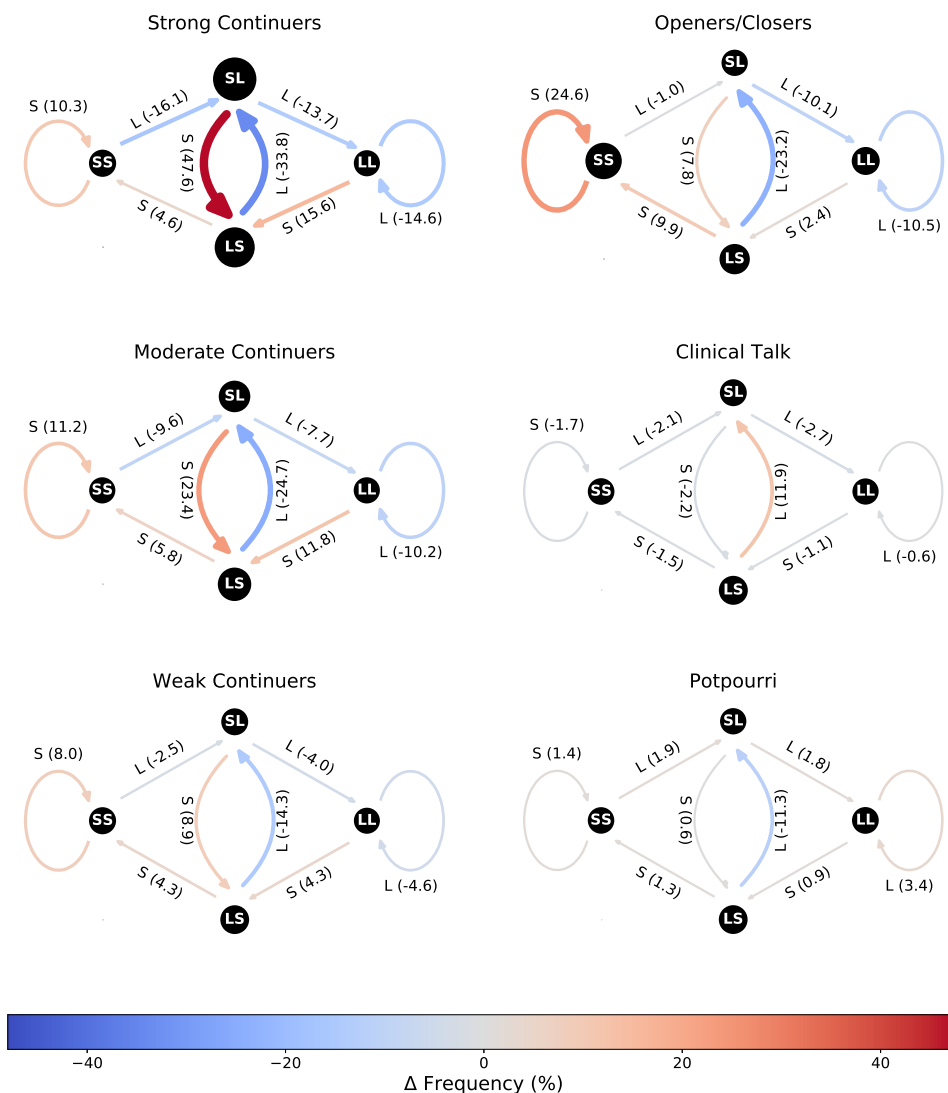 Strong Continuers
Openers/Closers
SL
S (10.3)
L (-16.1)
L (-13.7)
SS
S (47.6)
L (-33.8)
LL
S (4.6)
S (15.6)
L (-14.6)
LS
SL
S (24.6)
L (-1.0)
L (-10.1)
SS
S (7.8)
L (-23.2)
LL
S (9.9)
S (2.4)
L (-10.5)
LS
Moderate Continuers
Clinical Talk
SL
S (11.2)
L (-9.6)
L (-7.7)
SS
S (23.4)
L (-24.7)
LL
S (5.8)
S (11.8)
L (-10.2)
LS
SL
S (-1.7)
L (-2.1)
L (-2.7)
SS
S (-2.2)
L (11.9)
LL
S (-1.5)
S (-1.1)
L (-0.6)
LS
Weak Continuers
Potpourri
SL
S (8.0)
L (-2.5)
L (-4.0)
SS
S (8.9)
L (-14.3)
LL
S (4.3)
S (4.3)
L (-4.6)
LS
SL
S (1.4)
L (1.9)
L (1.8)
SS
S (0.6)
L (-11.3)
LL
S (1.3)
S (0.9)
L (3.4)
LS
−40 −20 0 20 40
Δ Frequency (%)